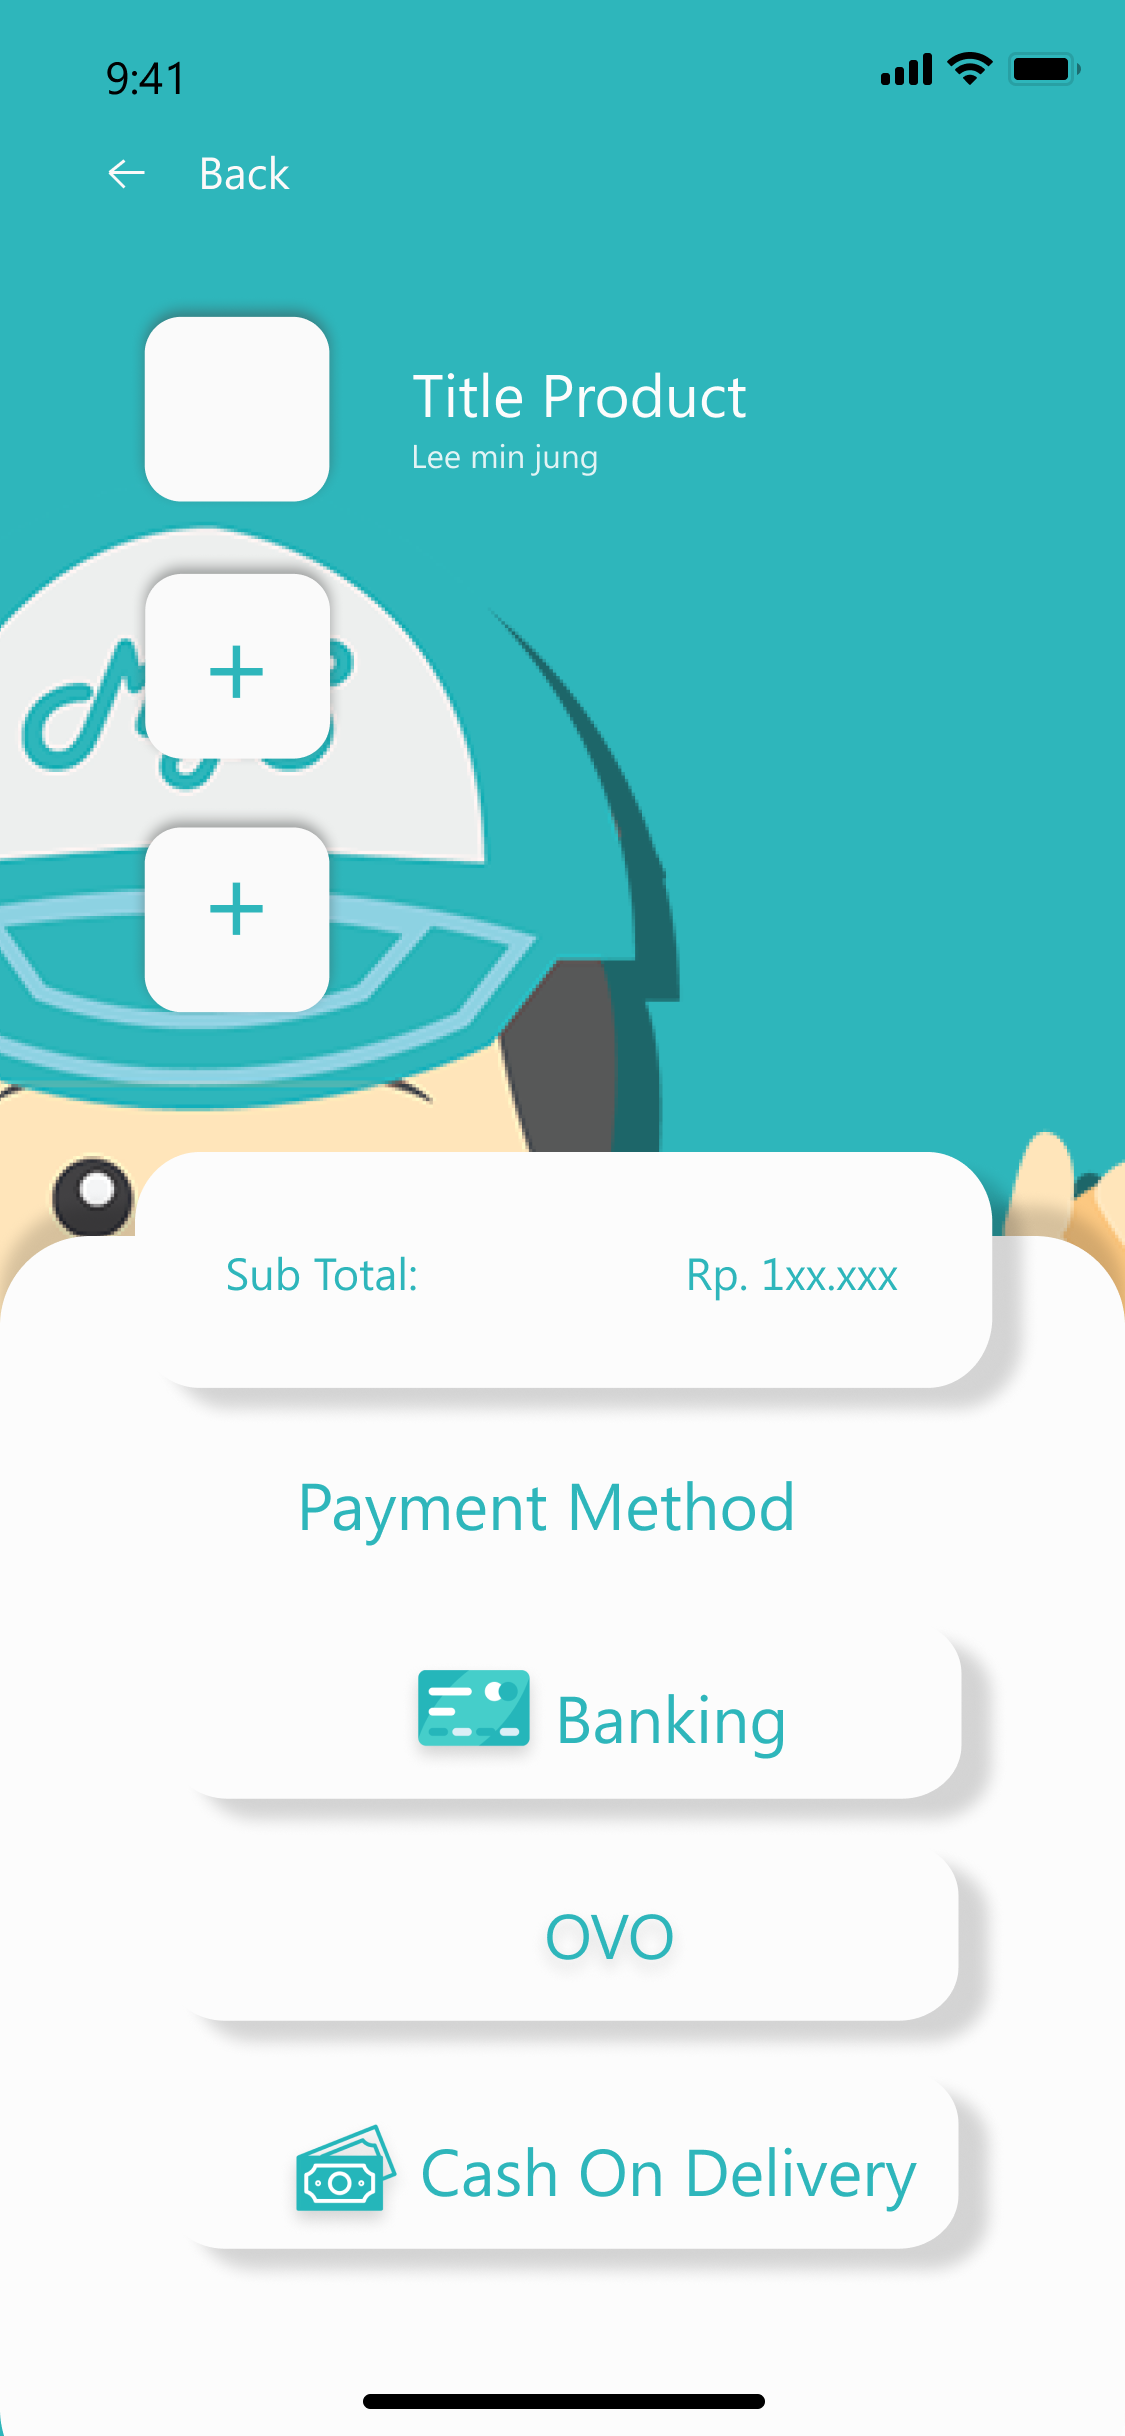 9:41
Back
Title Product
Lee min jung
+
+
Sub Total: Rp. 1xx.xxx
Payment Method
Banking
OVO
Cash On Delivery